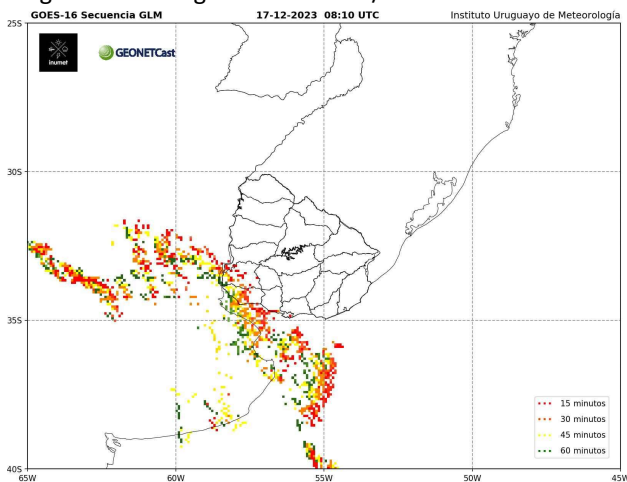 GOES-16 Secuencia GLM 17-12-2023 08:10 UTC Instituto Uruguayo de Meteorología
25S
inumet
GEONETCast
30S
35S
15 minutos
30 minutos
45 minutos
60 minutos
40S
65W 60W 55W 50W 45W